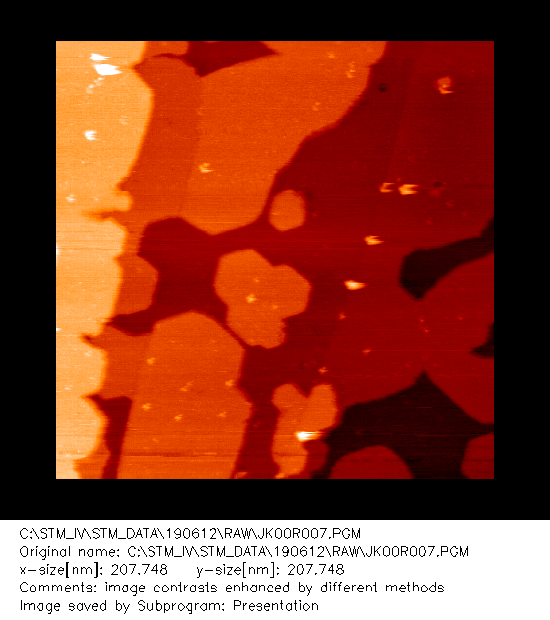 C:\STM_IV\STM_DATA\190612\RAW\JK00R007.PGM
Original name: C:\STM_IV\STM_DATA\190612\RAW\JK00R007.PGM
x-size[nm]: 207.748 y-size[nm]: 207.748
Comments: image contrasts enhanced by different methods
Image saved by Subprogram: Presentation